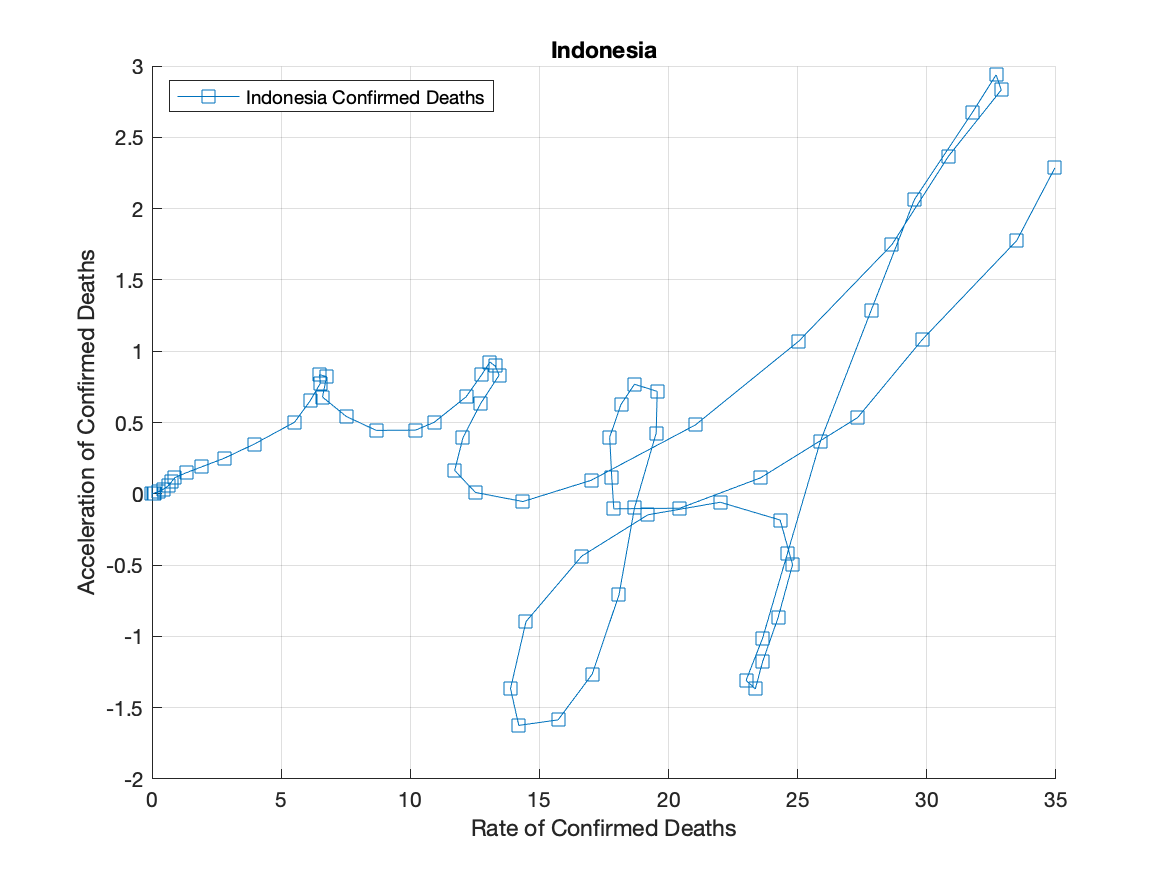 Indonesia
Indonesia Confirmed Deaths
Acceleration of Confirmed Deaths
3
2.5
2
1.5
1
0.5
0
-0.5
-1
-1.5
-2
0 5 10 15 20 25 30 35
Rate of Confirmed Deaths